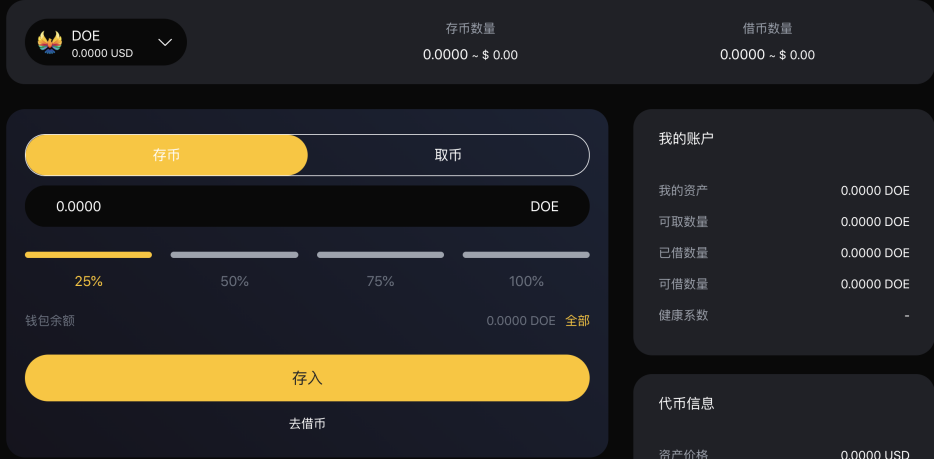 DOE
0.0000 USD
存币数量
0.0000 ~ $ 0.00
借币数量
0.0000 ~ $ 0.00
存币
取币
0.0000 DOE
25% 50% 75% 100%
钱包余额 0.0000 DOE 全部
存入
去借币
我的账户
我的资产 0.0000 DOE
可取数量 0.0000 DOE
已借数量 0.0000 DOE
可借数量 0.0000 DOE
健康系数 -
代币信息
资产价格 0.0000 USD